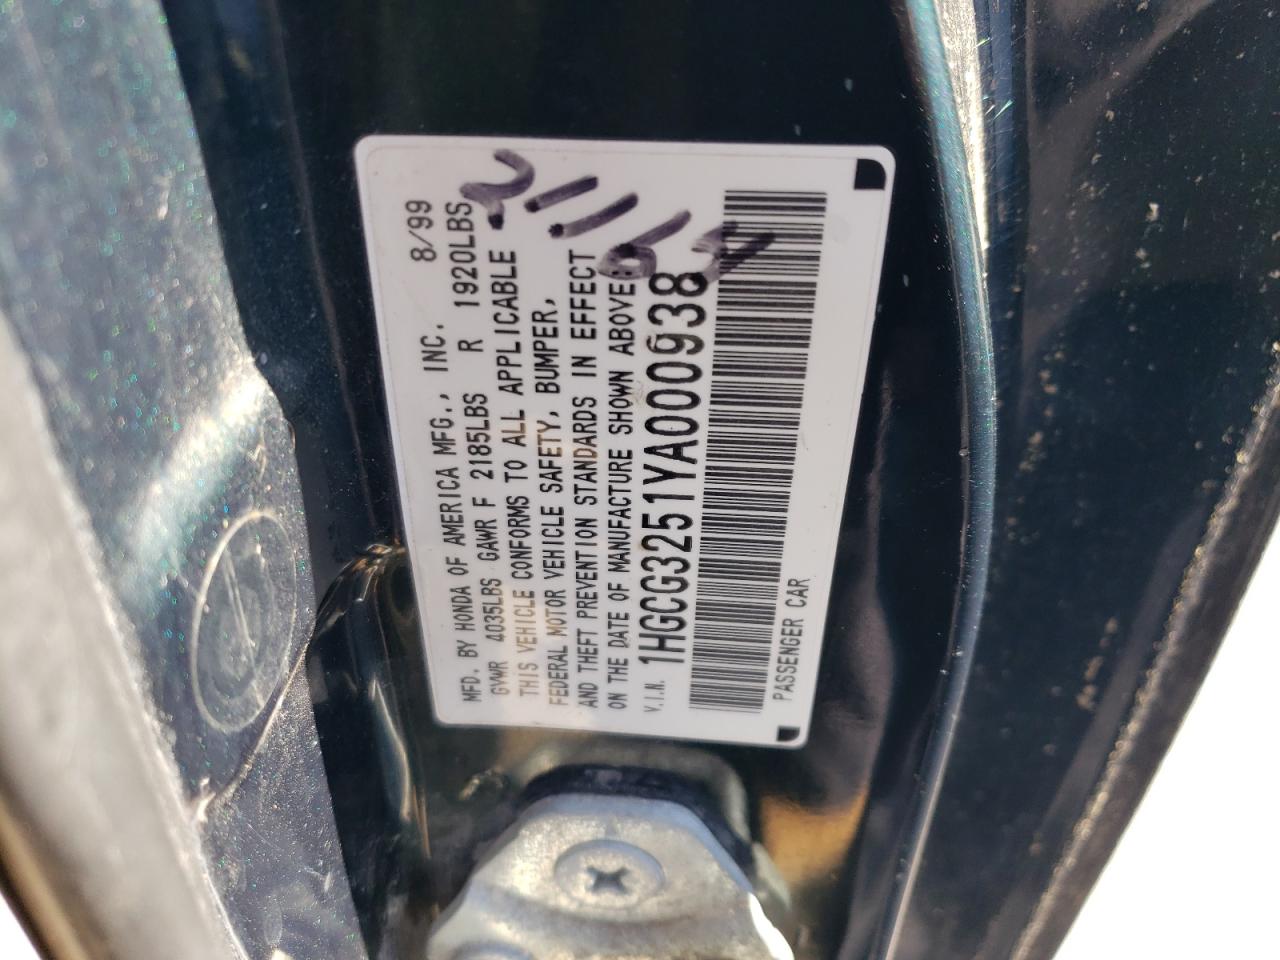 MFD. BY HONDA OF AMERICA MFG., INC. 8/99
GVWR 4035LBS GAWR F 2185LBS R 1920LBS
THIS VEHICLE CONFORMS TO ALL APPLICABLE
FEDERAL MOTOR VEHICLE SAFETY, BUMPER,
AND THEFT PREVENTION STANDARDS IN EFFECT
ON THE DATE OF MANUFACTURE SHOWN ABOVE.
V.I.N. 1HGCG3251YA000938
PASSENGER CAR